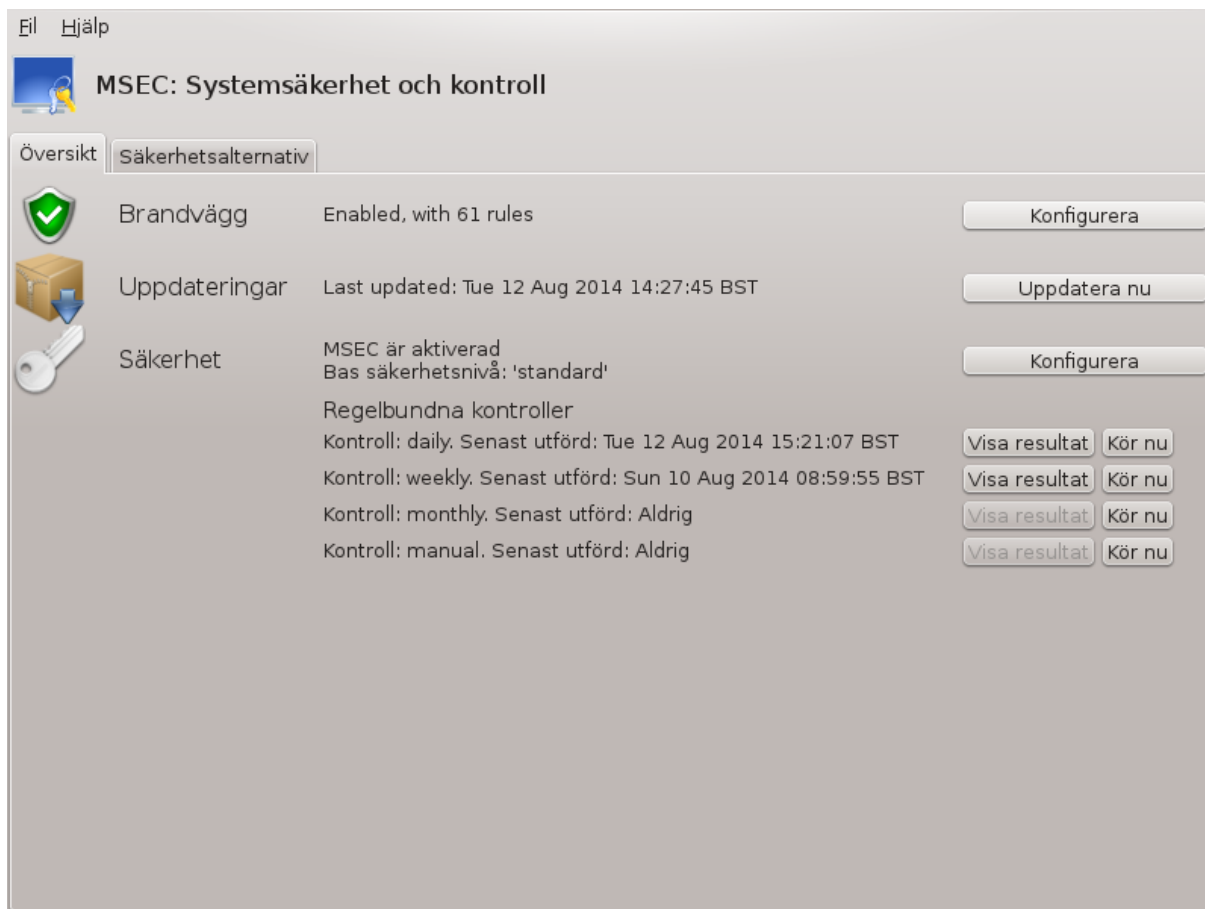 Fil Hjälp
MSEC: Systemsäkerhet och kontroll
Översikt Säkerhetsalternativ
Brandvägg Enabled, with 61 rules Konfigurera
Uppdateringar Last updated: Tue 12 Aug 2014 14:27:45 BST Uppdatera nu
Säkerhet MSEC är aktiverad
Bas säkerhetsnivå: 'standard' Konfigurera
Regelbundna kontroller
Kontroll: daily. Senast utförd: Tue 12 Aug 2014 15:21:07 BST Visa resultat Kör nu
Kontroll: weekly. Senast utförd: Sun 10 Aug 2014 08:59:55 BST Visa resultat Kör nu
Kontroll: monthly. Senast utförd: Aldrig Visa resultat Kör nu
Kontroll: manual. Senast utförd: Aldrig Visa resultat Kör nu